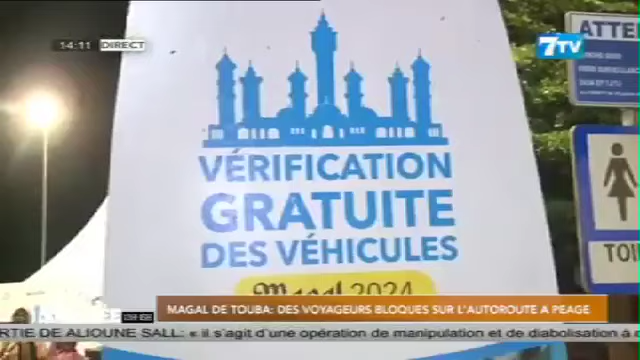 14:11 DIRECT
7TV
ATTE
VÉRIFICATION
GRATUITE
DES VÉHICULES
Magal 2024
TOI
MAGAL DE TOUBA: DES VOYAGEURS BLOQUES SUR L'AUTOROUTE A PEAGE
RTIE DE ALIOUNE SALL: « il s'agit d'une opération de manipulation et de diabolisation à d